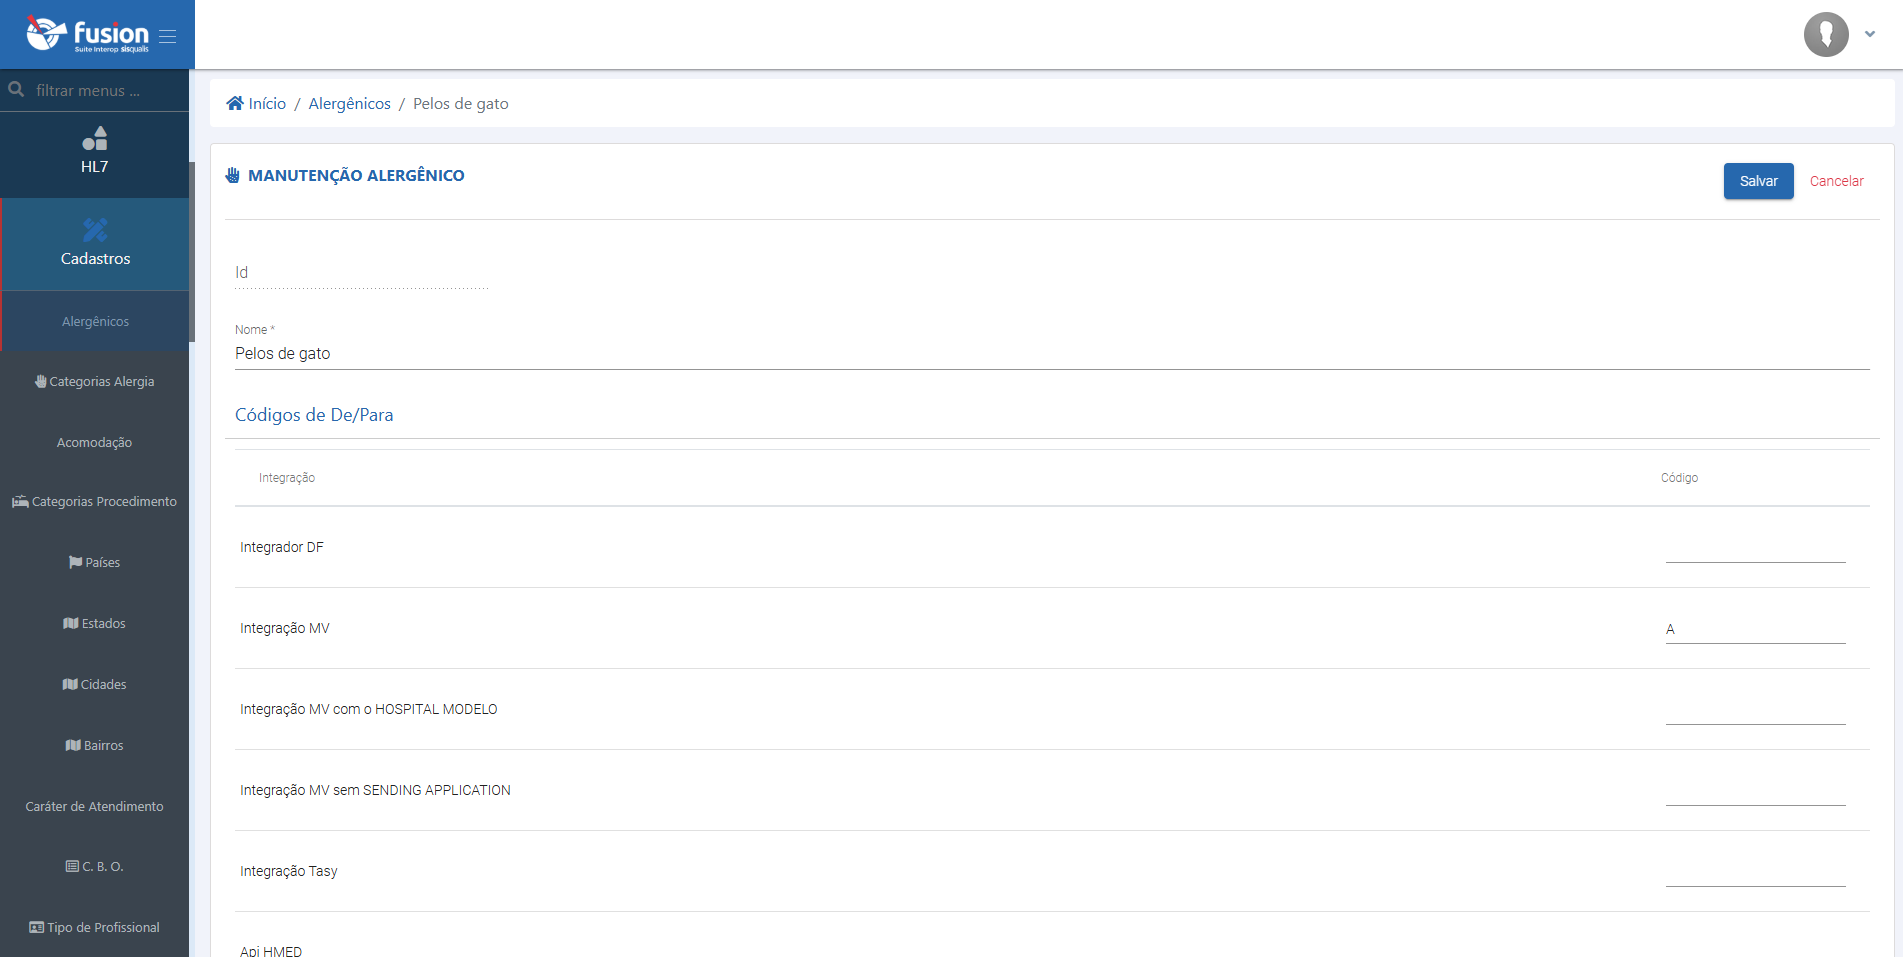 fusion
Suite Interop sisqualis
filtrar menus ...
HL7
Cadastros
Alergênicos
Categorias Alergia
Acomodação
Categorias Procedimento
Países
Estados
Cidades
Bairros
Caráter de Atendimento
C. B. O.
Tipo de Profissional
Início / Alergênicos / Pelos de gato
MANUTENÇÃO ALERGÊNICO
Salvar Cancelar
Id
Nome *
Pelos de gato
Códigos de De/Para
Integração Código
Integrador DF
Integração MV A
Integração MV com o HOSPITAL MODELO
Integração MV sem SENDING APPLICATION
Integração Tasy
Api HMED